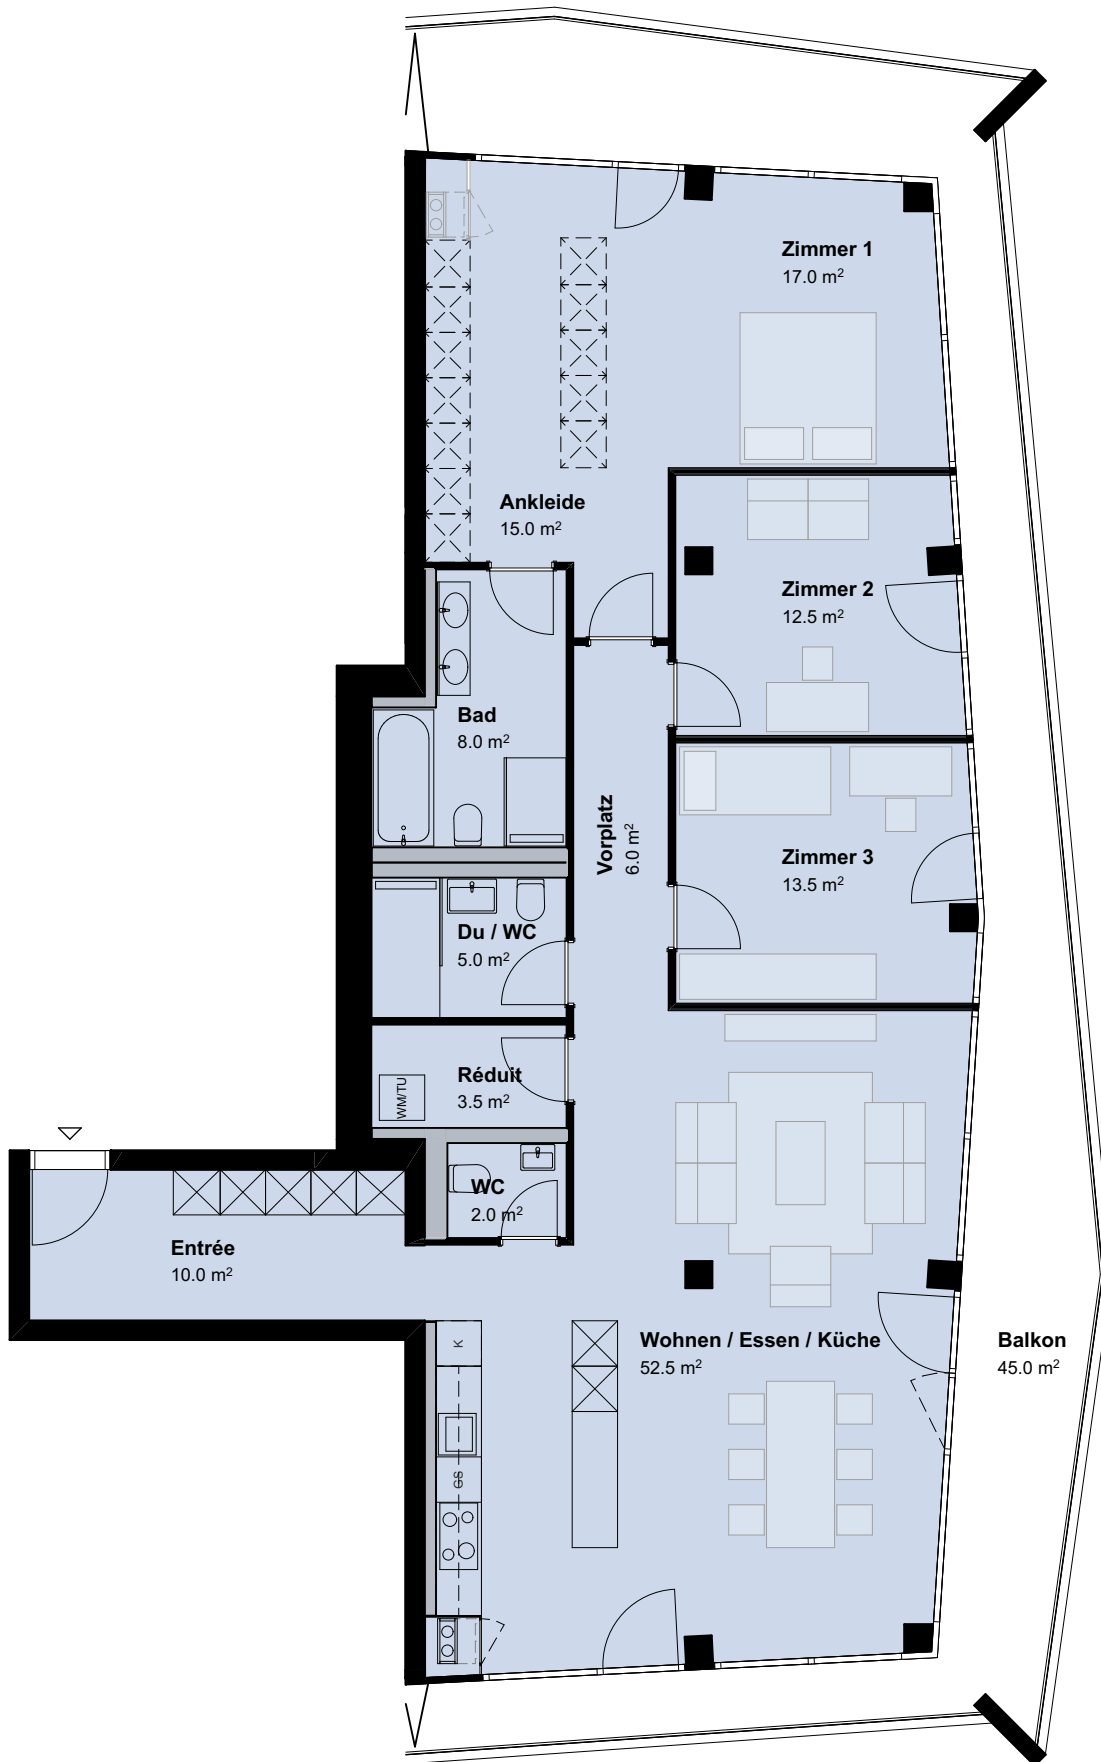 Zimmer 1
17.0 m²
Ankleide
15.0 m²
Zimmer 2
12.5 m²
Bad
8.0 m²
Vorplatz
6.0 m²
Zimmer 3
13.5 m²
Du / WC
5.0 m²
Réduit
3.5 m²
WM/TU
WC
2.0 m²
Entrée
10.0 m²
K
Wohnen / Essen / Küche
52.5 m²
Balkon
45.0 m²
GS